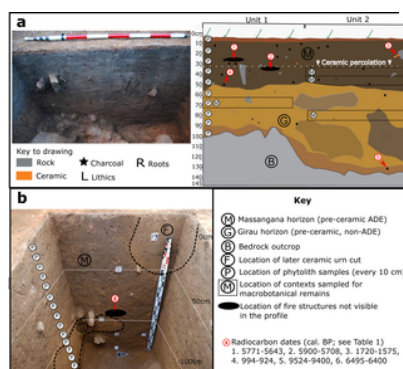 a
Unit 1
Unit 2
Ceramic percolation
M
M
M
M
G
B
Key to drawing
Rock
Ceramic
Charcoal
Lithics
R Roots
b
F
M
G
0cm
50cm
100cm
Key
M Massangana horizon (pre-ceramic ADE)
G Girau horizon (pre-ceramic, non-ADE)
B Bedrock outcrop
F Location of later ceramic urn cut
P Location of phytolith samples (every 10 cm)
M Location of contexts sampled for
macrobotanical remains
Location of fire structures not visible
in the profile
Radiocarbon dates (cal. BP; see Table 1)
1. 5771-5643, 2. 5900-5708, 3. 1720-1575,
4. 994-924, 5. 9524-9400, 6. 6495-6400